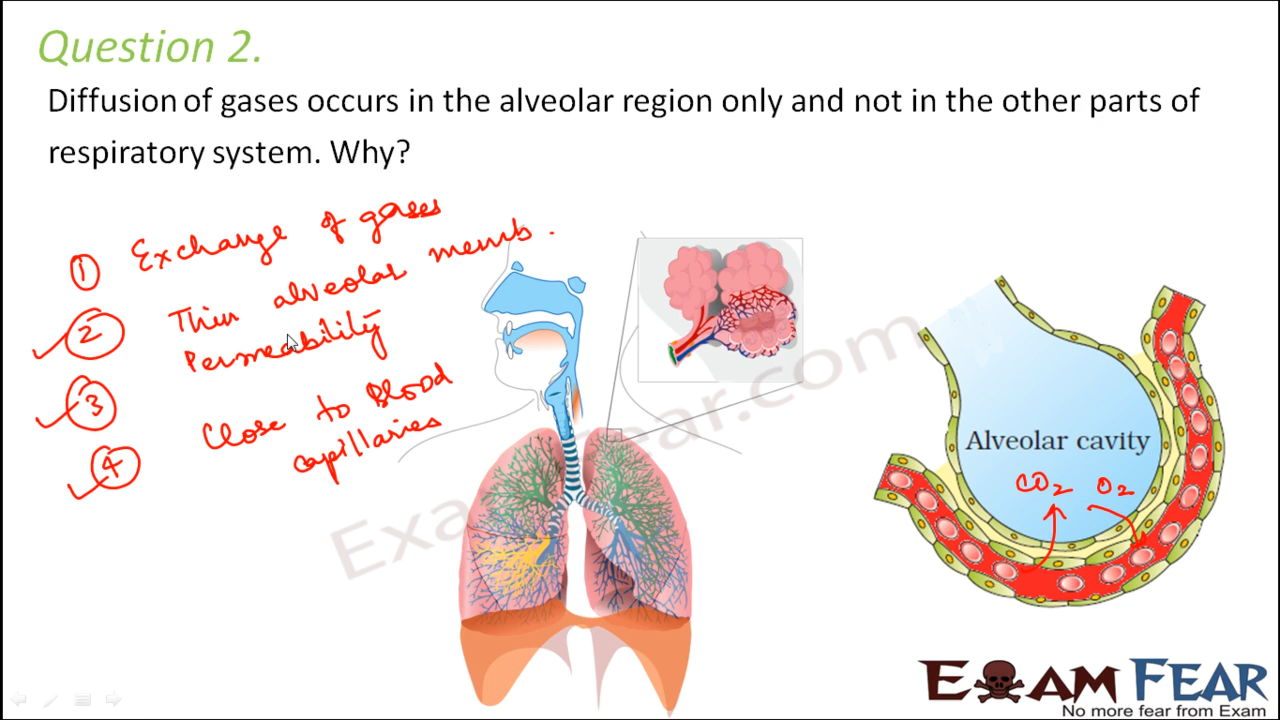 Question 2.
Diffusion of gases occurs in the alveolar region only and not in the other parts of
respiratory system. Why?
① Exchange of gases
② Thin alveolar memb.
③ Permeability
④ Close to Blood
capillaries
Alveolar cavity
CO2 O2
ExamFear.com
EXAM FEAR
No more fear from Exam